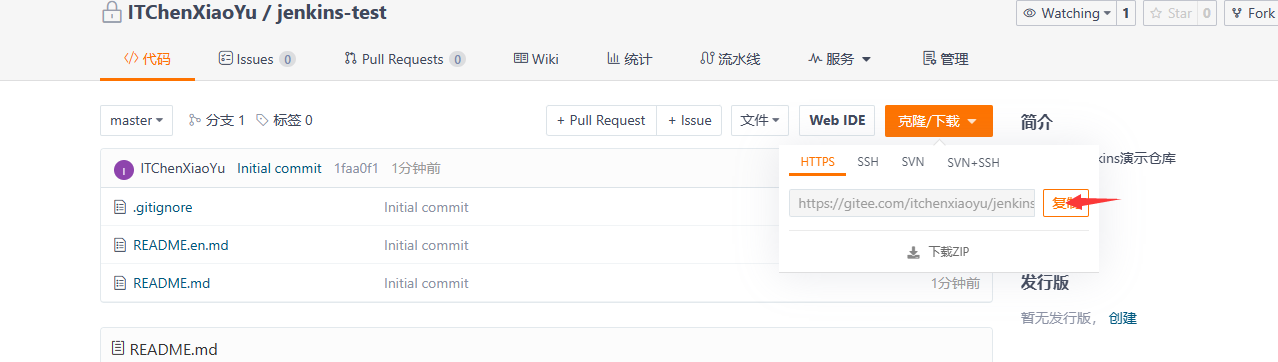 ITChenXiaoYu / jenkins-test
Watching 1 Star 0 Fork
代码 Issues 0 Pull Requests 0 Wiki 统计 流水线 服务 管理
master 分支 1 标签 0 + Pull Request + Issue 文件 Web IDE 克隆/下载
简介
HTTPS SSH SVN SVN+SSH
kins演示仓库
I ITChenXiaoYu Initial commit 1faa0f1 1分钟前
https://gitee.com/itchenxiaoyu/jenkins
.gitignore Initial commit
README.en.md Initial commit
下载ZIP
README.md Initial commit 1分钟前
发行版
暂无发行版， 创建
README.md